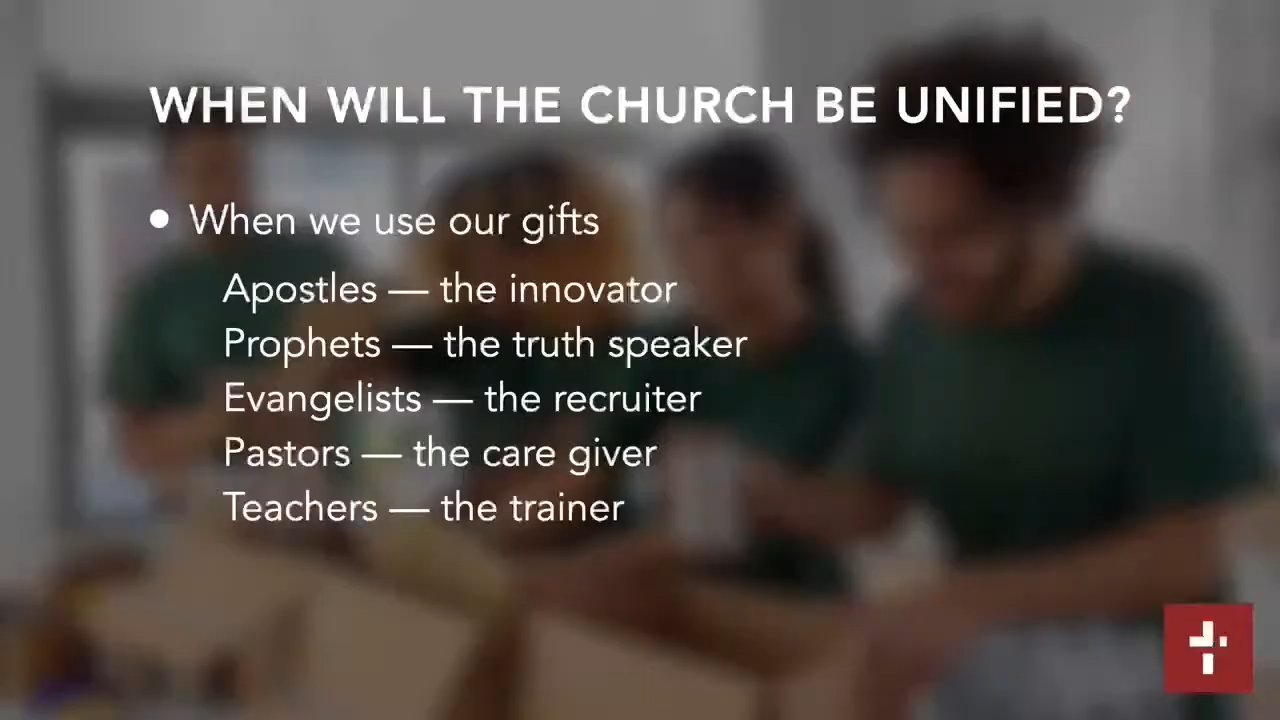 WHEN WILL THE CHURCH BE UNIFIED?
● When we use our gifts
Apostles — the innovator
Prophets — the truth speaker
Evangelists — the recruiter
Pastors — the care giver
Teachers — the trainer